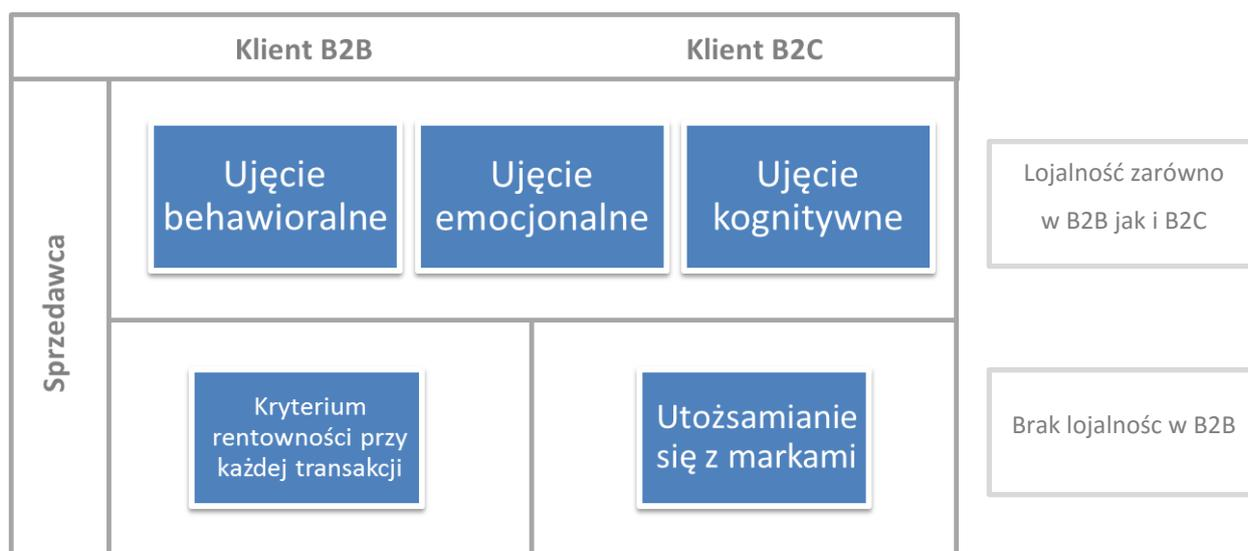 Klient B2B
Klient B2C
Sprzedawca
Ujęcie
behawioralne
Ujęcie
emocjonalne
Ujęcie
kognitywne
Lojalność zarówno
w B2B jak i B2C
Kryterium
rentowności przy
każdej transakcji
Utożsamianie
się z markami
Brak lojalnośc w B2B